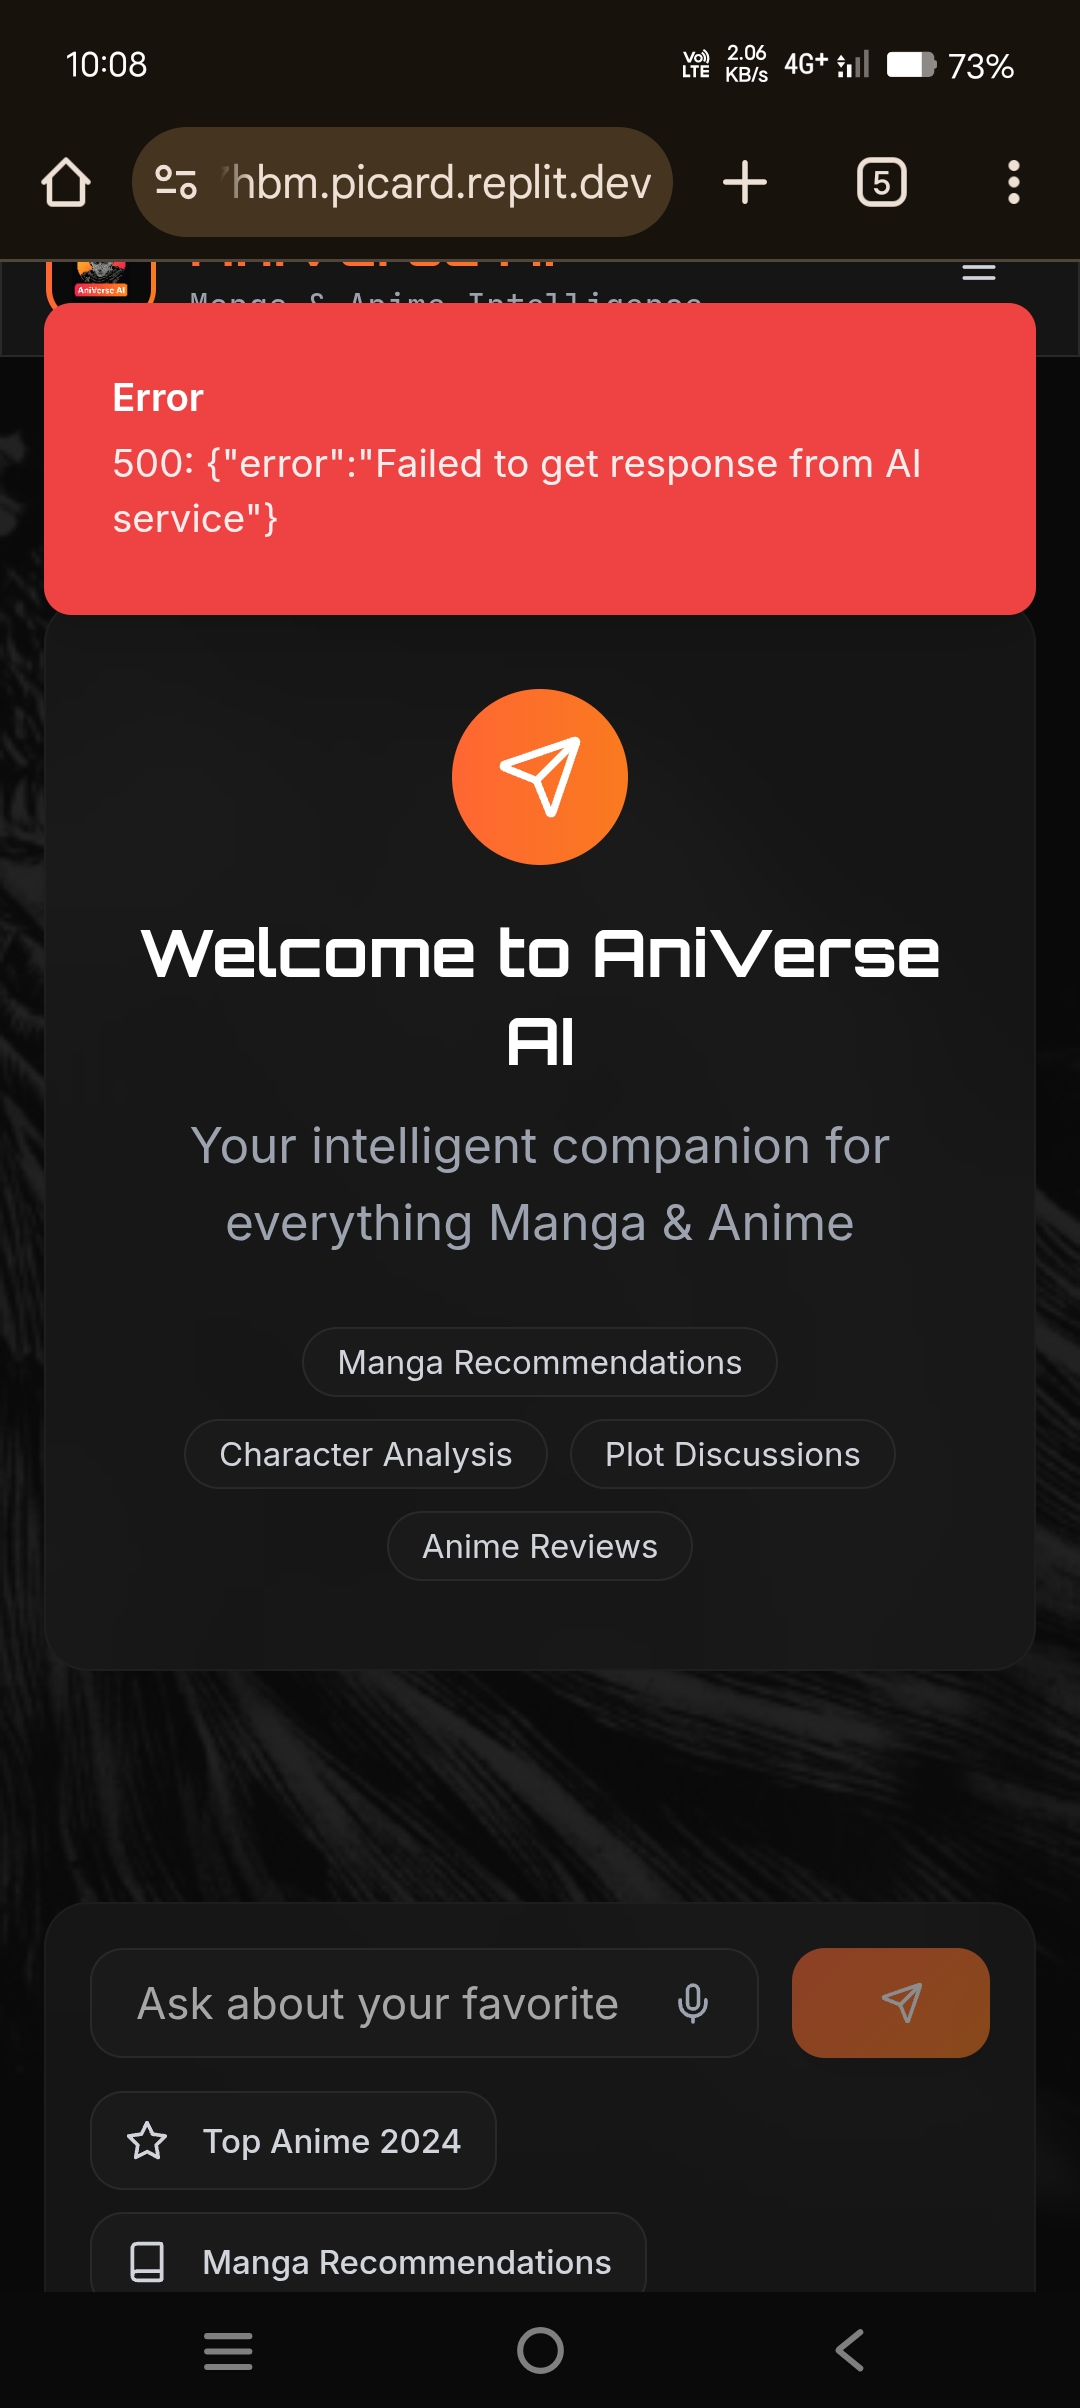 10:08
Vo)) LTE
2.06 KB/s
4G+
73%
hbm.picard.replit.dev
5
AniVerse AI
Manga & Anime Intelligence
Error
500: {"error":"Failed to get response from AI
service"}
Welcome to AniVerse
AI
Your intelligent companion for
everything Manga & Anime
Manga Recommendations
Character Analysis
Plot Discussions
Anime Reviews
Ask about your favorite
Top Anime 2024
Manga Recommendations